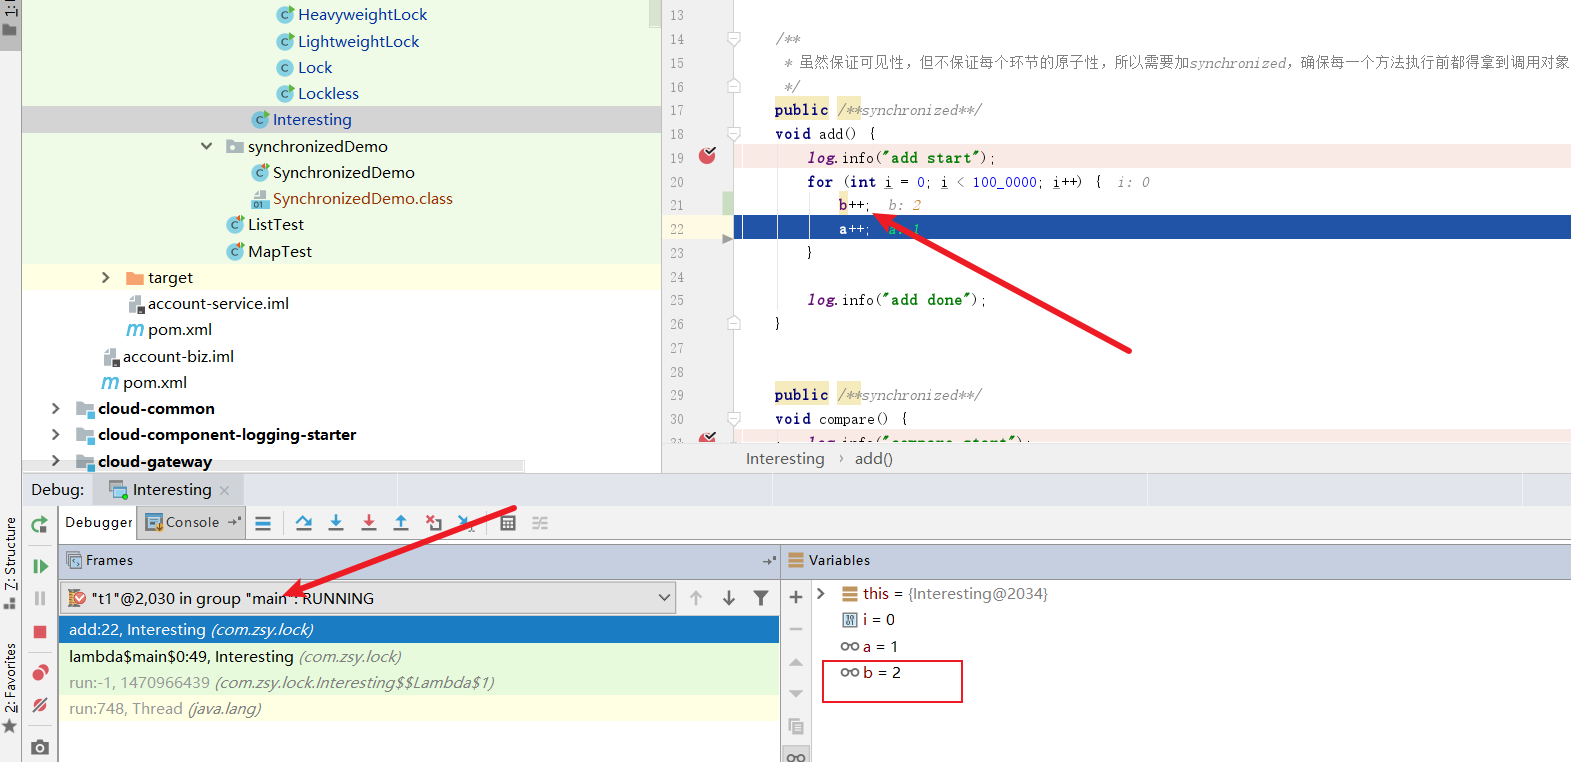 1:
HeavyweightLock
LightweightLock
Lock
Lockless
Interesting
synchronizedDemo
SynchronizedDemo
SynchronizedDemo.class
ListTest
MapTest
target
account-service.iml
pom.xml
account-biz.iml
pom.xml
cloud-common
cloud-component-logging-starter
cloud-gateway
13
14 /**
15 * 虽然保证可见性，但不保证每个环节的原子性，所以需要加synchronized，确保每一个方法执行前都得拿到调用对象
16 */
17 public /**synchronized**/
18 void add() {
19 log.info("add start");
20 for (int i = 0; i < 100_0000; i++) { i: 0
21 b++; b: 2
22 a++; a: 1
23 }
24
25 log.info("add done");
26 }
27
28
29 public /**synchronized**/
30 void compare() {
31 log.info("compare start");
Interesting › add()
Debug: Interesting ×
Debugger Console
Frames
"t1"@2,030 in group "main": RUNNING
add:22, Interesting (com.zsy.lock)
lambda$main$0:49, Interesting (com.zsy.lock)
run:-1, 1470966439 (com.zsy.lock.Interesting$$Lambda$1)
run:748, Thread (java.lang)
Variables
this = {Interesting@2034}
i = 0
a = 1
b = 2
7: Structure
2: Favorites